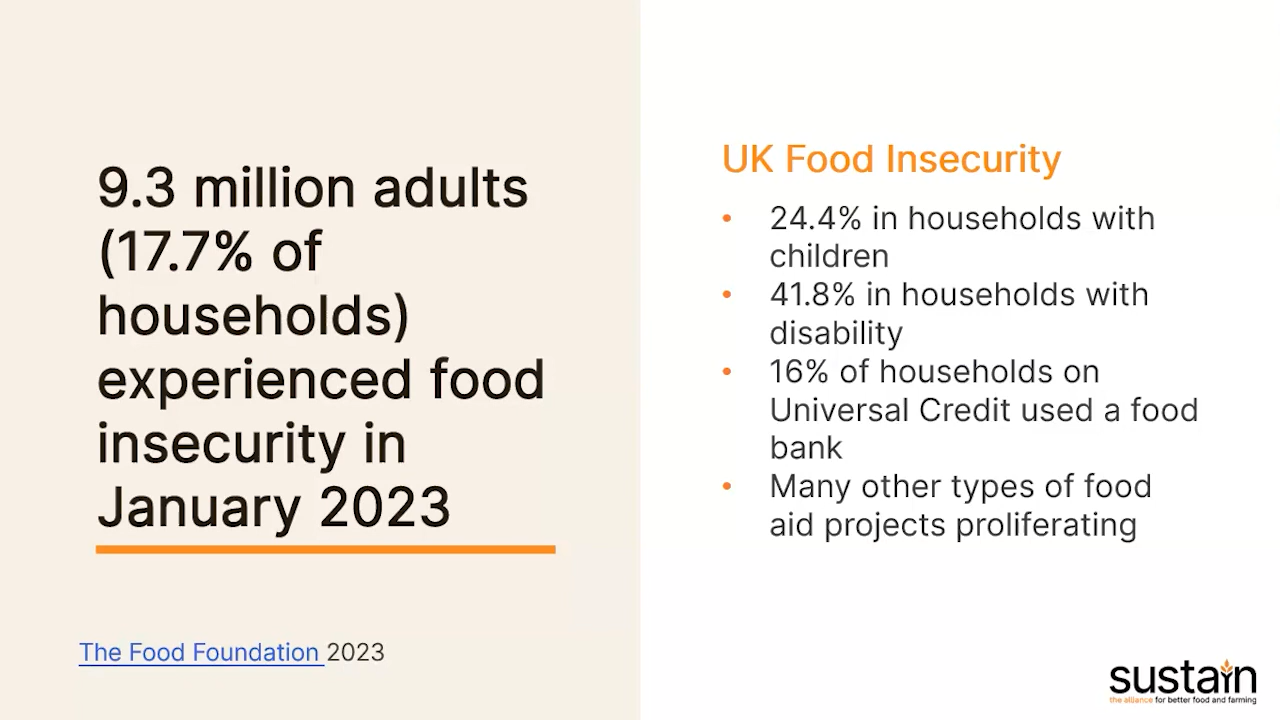 9.3 million adults
(17.7% of
households)
experienced food
insecurity in
January 2023
The Food Foundation 2023
UK Food Insecurity
• 24.4% in households with
children
• 41.8% in households with
disability
• 16% of households on
Universal Credit used a food
bank
• Many other types of food
aid projects proliferating
sustain
the alliance for better food and farming